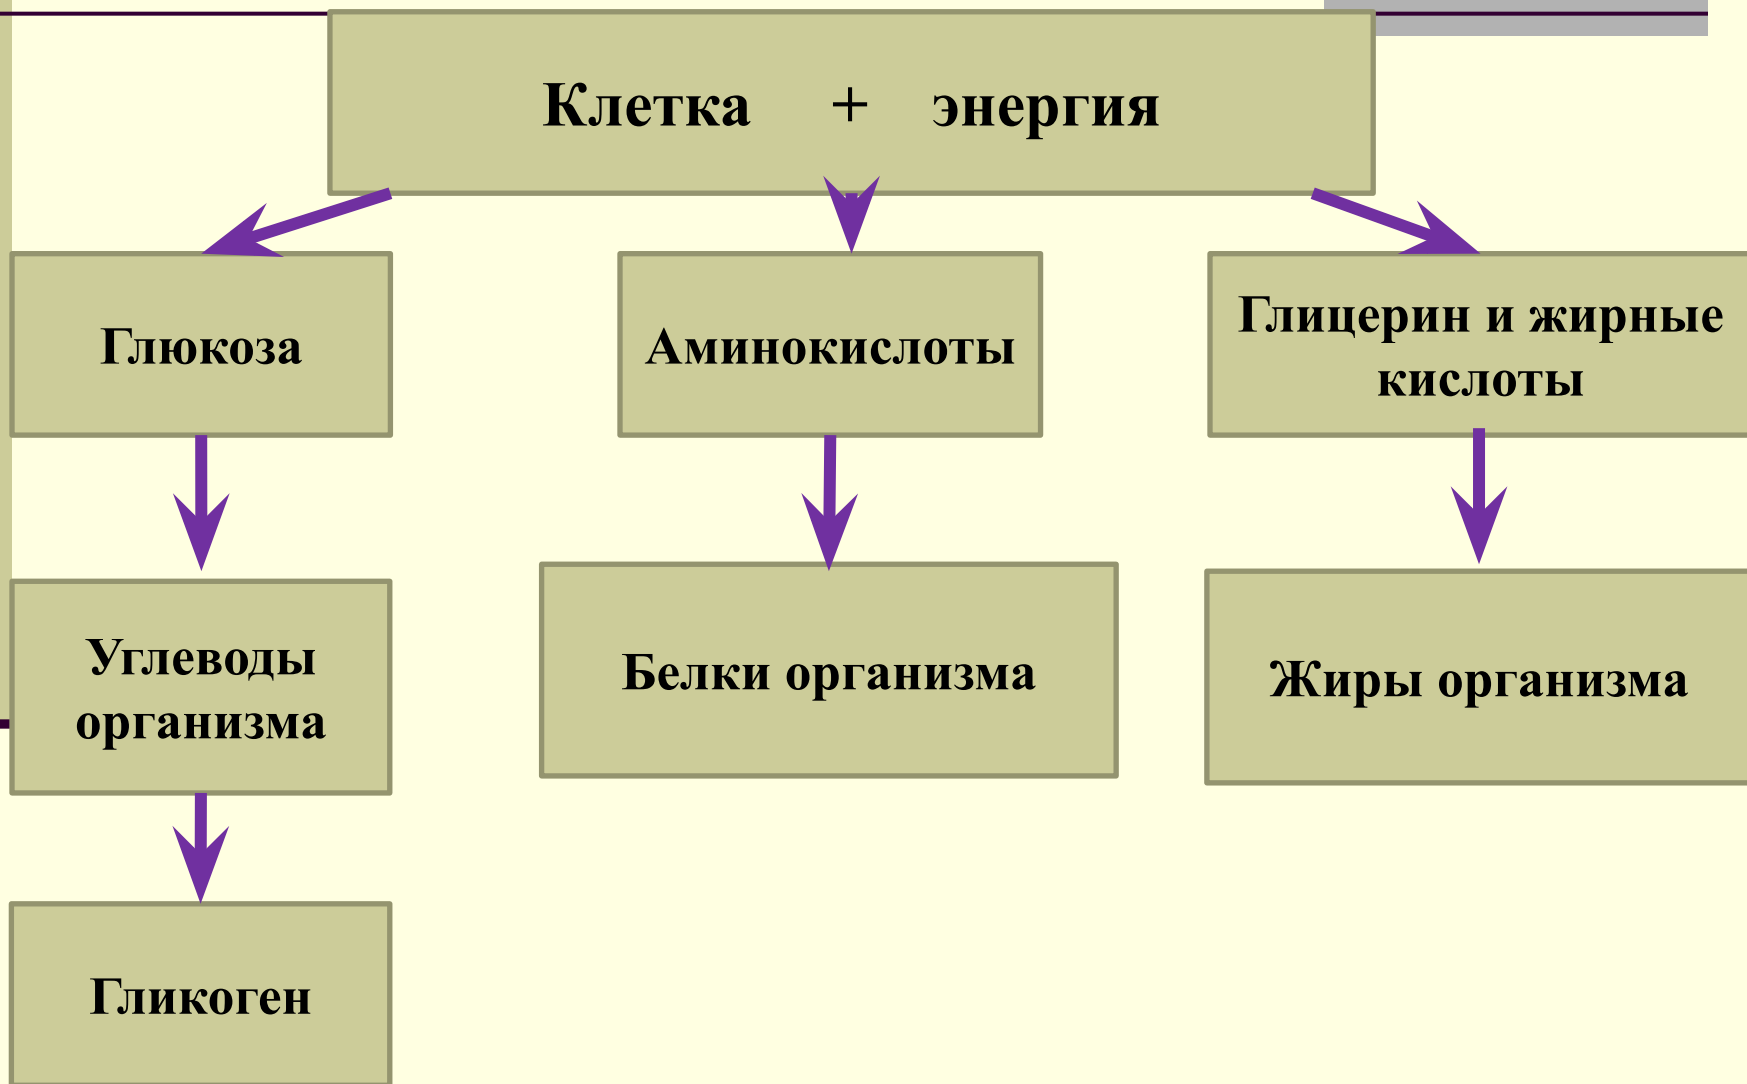 Клетка + энергия
Глюкоза
Аминокислоты
Глицерин и жирные
кислоты
Углеводы
организма
Белки организма
Жиры организма
Гликоген